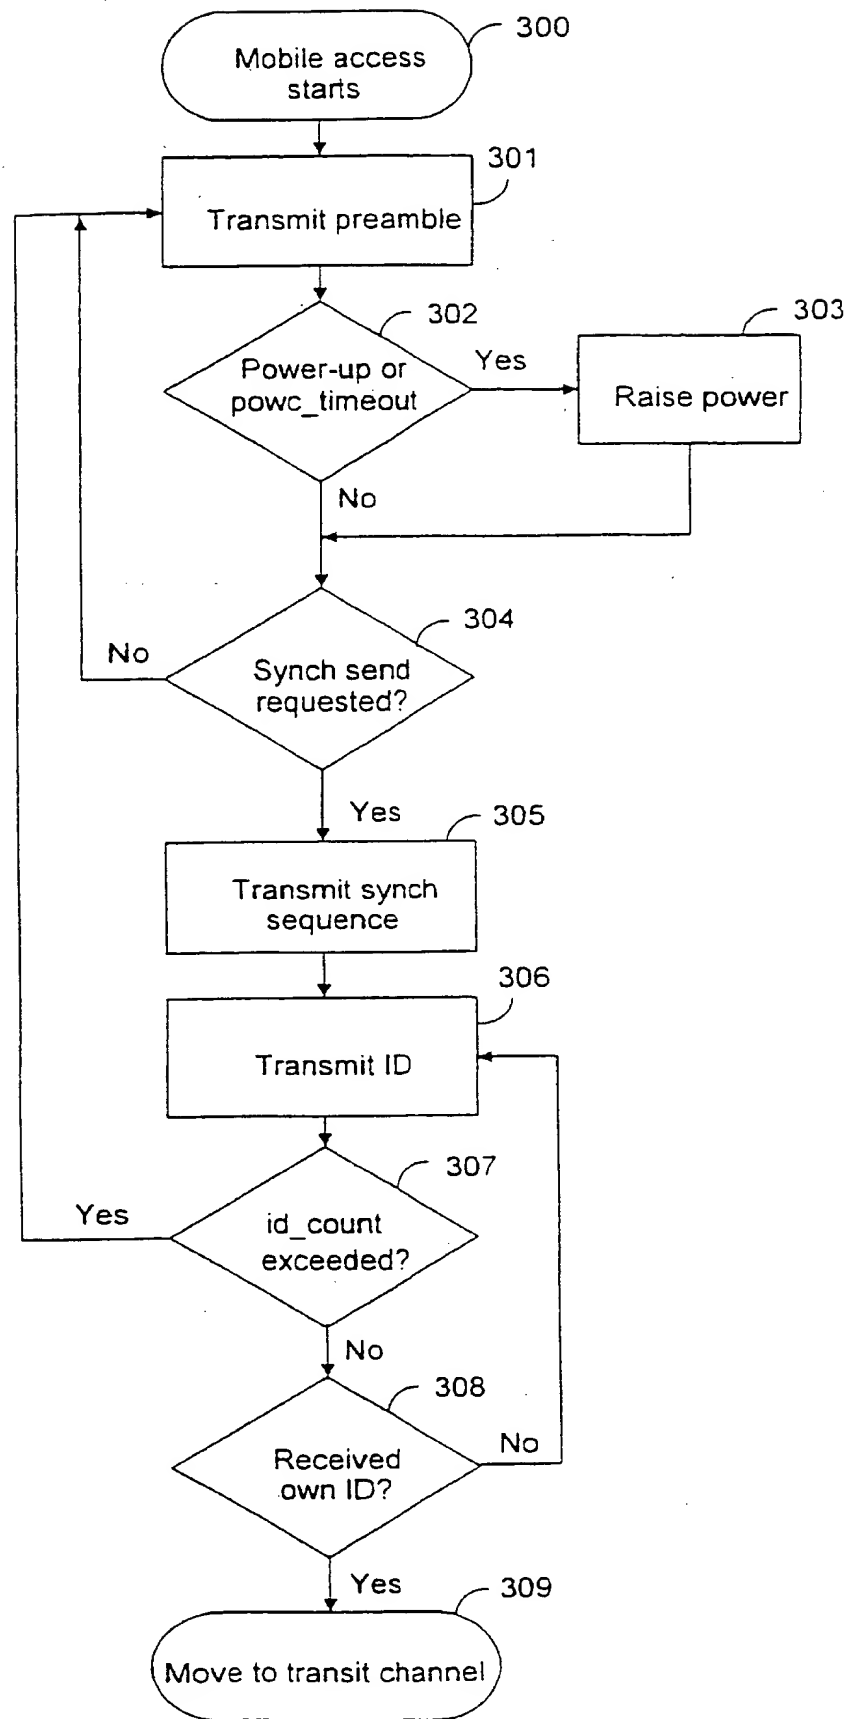 300
Mobile access
starts
301
Transmit preamble
302
303
Power-up or
powc_timeout
Yes
Raise power
No
304
No
Synch send
requested?
Yes
305
Transmit synch
sequence
306
Transmit ID
307
Yes
id_count
exceeded?
No
308
Received
own ID?
No
Yes
309
Move to transit channel